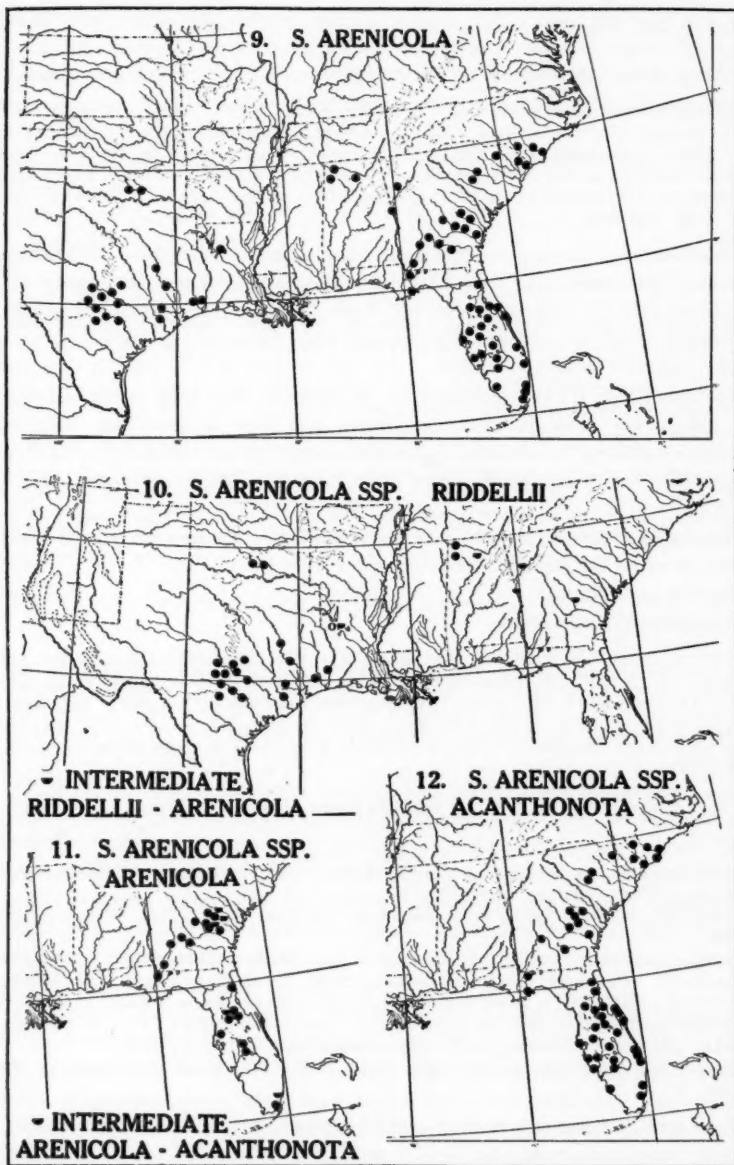 9. S. ARENICOLA
10. S. ARENICOLA SSP. RIDDELLII
INTERMEDIATE
RIDDELLII - ARENICOLA
11. S. ARENICOLA SSP.
ARENICOLA
INTERMEDIATE
ARENICOLA - ACANTHONOTA
12. S. ARENICOLA SSP.
ACANTHONOTA